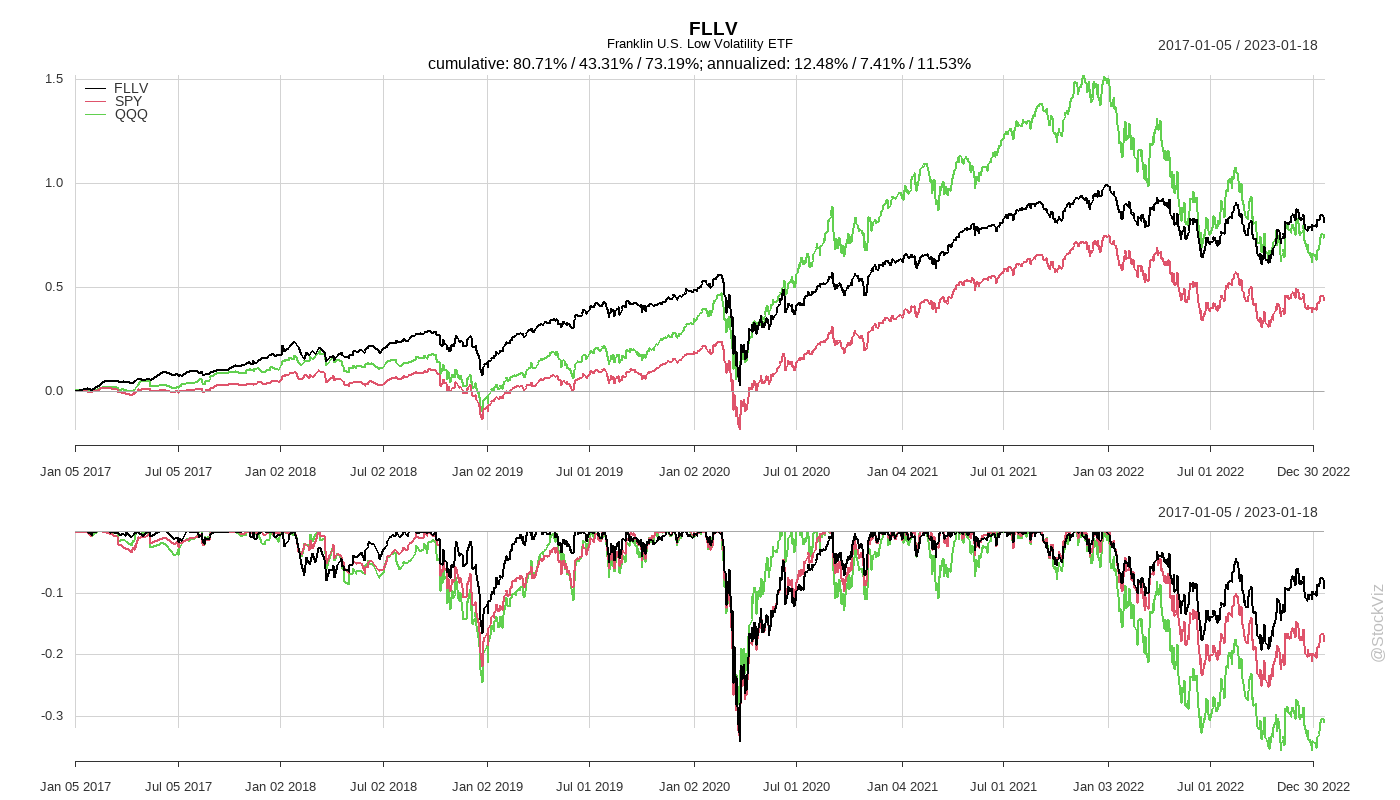 FLLV
Franklin U.S. Low Volatility ETF
2017-01-05 / 2023-01-18
cumulative: 80.71% / 43.31% / 73.19%; annualized: 12.48% / 7.41% / 11.53%
FLLV
SPY
QQQ
1.5
1.0
0.5
0.0
Jan 05 2017 Jul 05 2017 Jan 02 2018 Jul 02 2018 Jan 02 2019 Jul 01 2019 Jan 02 2020 Jul 01 2020 Jan 04 2021 Jul 01 2021 Jan 03 2022 Jul 01 2022 Dec 30 2022
2017-01-05 / 2023-01-18
-0.1
-0.2
-0.3
Jan 05 2017 Jul 05 2017 Jan 02 2018 Jul 02 2018 Jan 02 2019 Jul 01 2019 Jan 02 2020 Jul 01 2020 Jan 04 2021 Jul 01 2021 Jan 03 2022 Jul 01 2022 Dec 30 2022
@StockViz